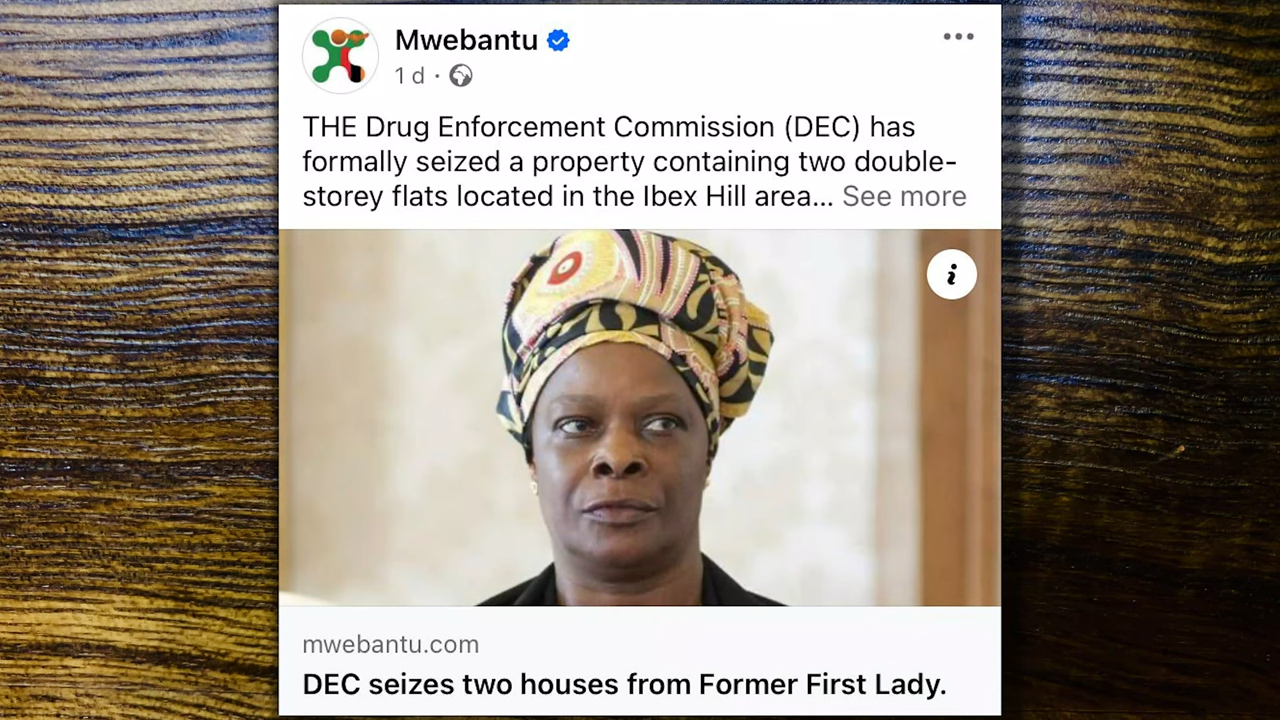 Mwebantu
1 d ·
THE Drug Enforcement Commission (DEC) has
formally seized a property containing two double-
storey flats located in the Ibex Hill area... See more
i
mwebantu.com
DEC seizes two houses from Former First Lady.